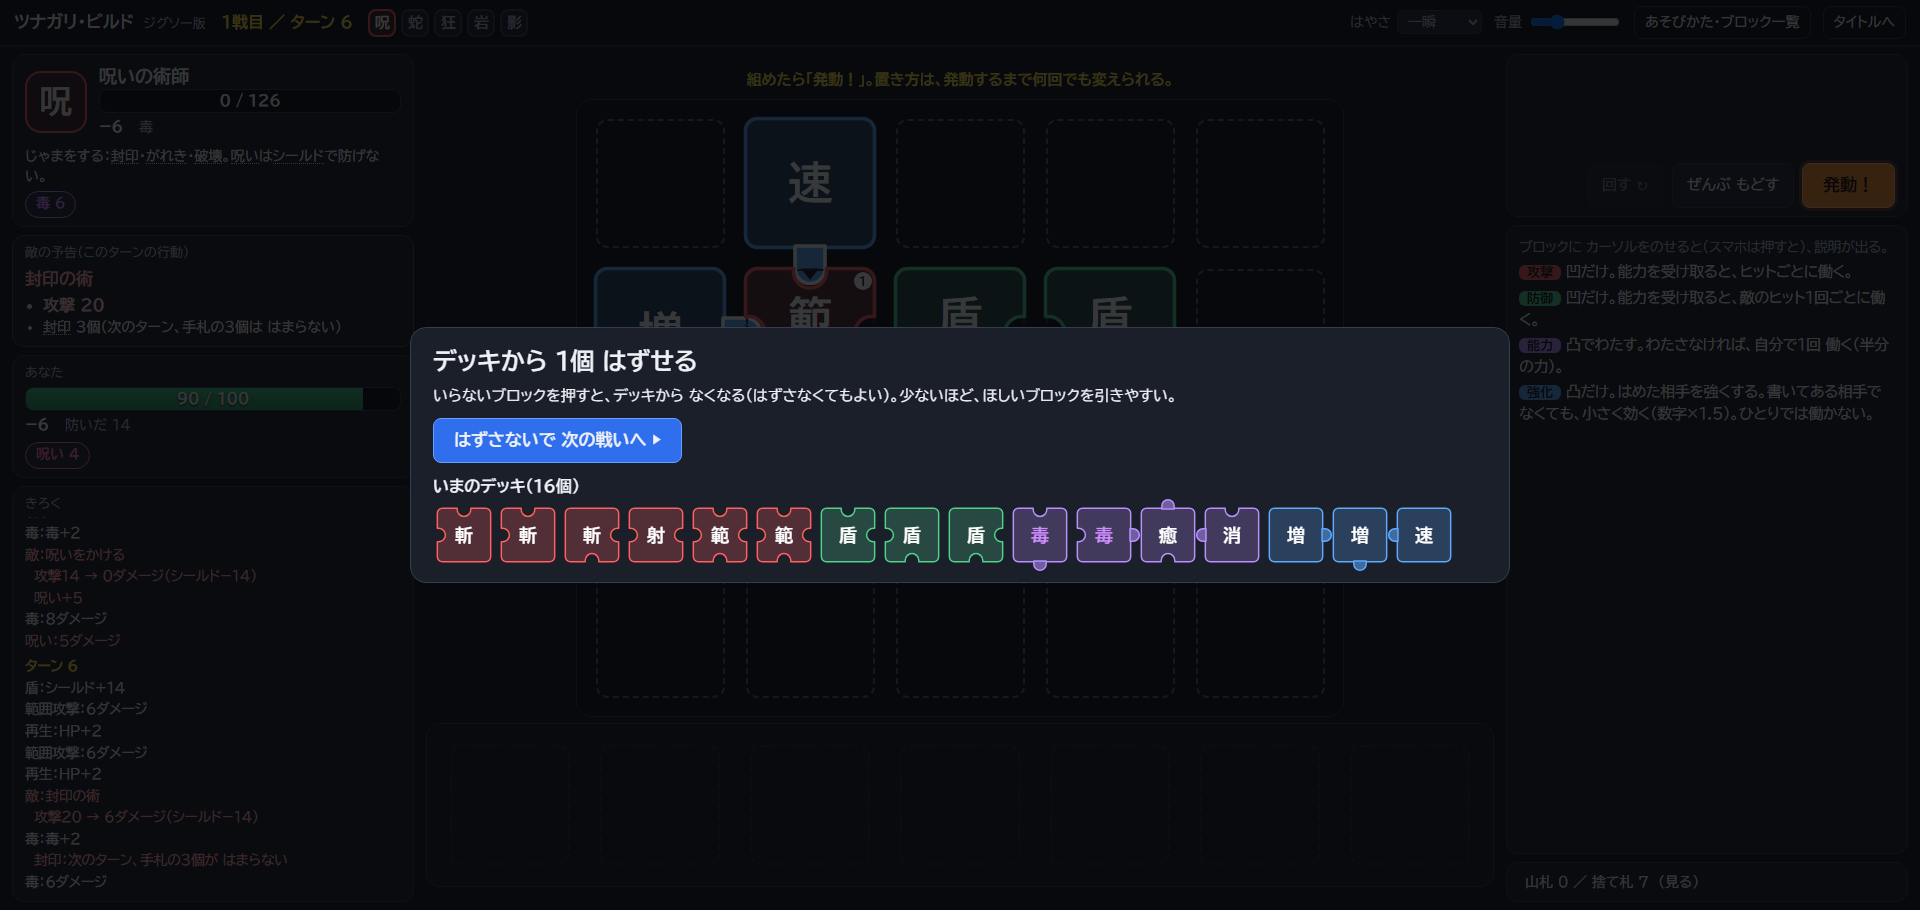 ツナガリ・ビルド ジグソー版 1戦目 ／ ターン 6 呪 蛇 狂 岩 影
はやさ 一瞬 音量 あそびかた・ブロック一覧 タイトルへ
呪 呪いの術師
0 / 126
−6 毒
じゃまをする：封印・がれき・破壊。呪いはシールドで防げな
い。
毒 6
敵の予告（このターンの行動）
封印の術
• 攻撃 20
• 封印 3個（次のターン、手札の3個は はまらない）
あなた
90 / 100
−6 防いだ 14
呪い 4
きろく
毒：毒+2
敵：呪いをかける
攻撃14 → 0ダメージ（シールド−14）
呪い+5
毒：8ダメージ
呪い：5ダメージ
ターン 6
盾：シールド+14
範囲攻撃：6ダメージ
再生：HP+2
範囲攻撃：6ダメージ
再生：HP+2
敵：封印の術
攻撃20 → 6ダメージ（シールド−14）
毒：毒+2
封印：次のターン、手札の3個が はまらない
毒：6ダメージ
組めたら「発動！」。置き方は、発動するまで何回でも変えられる。
速
増 範 1 盾 盾
デッキから 1個 はずせる
いらないブロックを押すと、デッキから なくなる（はずさなくてもよい）。少ないほど、ほしいブロックを引きやすい。
はずさないで 次の戦いへ ▶
いまのデッキ（16個）
斬 斬 斬 射 範 範 盾 盾 盾 毒 毒 癒 消 増 増 速
回す ↻ ぜんぶ もどす 発動！
ブロックに カーソルをのせると（スマホは押すと）、説明が出る。
攻撃 凹だけ。能力を受け取ると、ヒットごとに働く。
防御 凹だけ。能力を受け取ると、敵のヒット1回ごとに働
く。
能力 凸でわたす。わたさなければ、自分で1回 働く（半分
の力）。
強化 凸だけ。はめた相手を強くする。書いてある相手で
なくても、小さく効く（数字×1.5）。ひとりでは働かない。
山札 0 ／ 捨て札 7（見る）